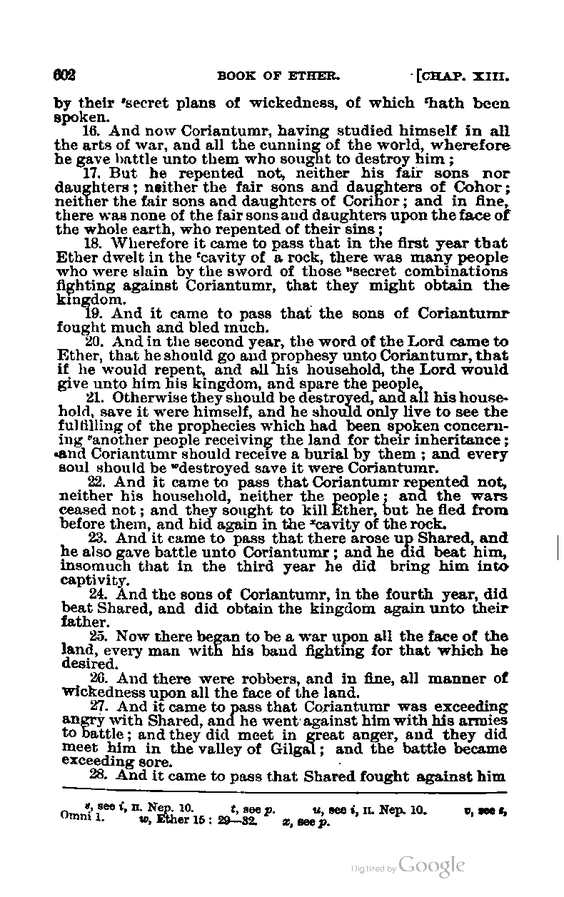 602 BOOK OF ETHER. [CHAP. XIII.
by their ˢsecret plans of wickedness, of which ᵗhath been
spoken.
16. And now Coriantumr, having studied himself in all
the arts of war, and all the cunning of the world, wherefore
he gave battle unto them who sought to destroy him;
17. But he repented not, neither his fair sons nor
daughters; neither the fair sons and daughters of Cohor;
neither the fair sons and daughters of Corihor; and in fine,
there was none of the fair sons and daughters upon the face of
the whole earth, who repented of their sins;
18. Wherefore it came to pass that in the first year that
Ether dwelt in the ᵗcavity of a rock, there was many people
who were slain by the sword of those ᵘsecret combinations
fighting against Coriantumr, that they might obtain the
kingdom.
19. And it came to pass that the sons of Coriantumr
fought much and bled much.
20. And in the second year, the word of the Lord came to
Ether, that he should go and prophesy unto Coriantumr, that
if he would repent, and all his household, the Lord would
give unto him his kingdom, and spare the people,
21. Otherwise they should be destroyed, and all his house-
hold, save it were himself, and he should only live to see the
fulfilling of the prophecies which had been spoken concern-
ing ᵛanother people receiving the land for their inheritance;
and Coriantumr should receive a burial by them; and every
soul should be ʷdestroyed save it were Coriantumr.
22. And it came to pass that Coriantumr repented not,
neither his household, neither the people; and the wars
ceased not; and they sought to kill Ether, but he fled from
before them, and hid again in the ˣcavity of the rock.
23. And it came to pass that there arose up Shared, and
he also gave battle unto Coriantumr; and he did beat him,
insomuch that in the third year he did bring him into
captivity.
24. And the sons of Coriantumr, in the fourth year, did
beat Shared, and did obtain the kingdom again unto their
father.
25. Now there began to be a war upon all the face of the
land, every man with his band fighting for that which he
desired.
26. And there were robbers, and in fine, all manner of
wickedness upon all the face of the land.
27. And it came to pass that Coriantumr was exceeding
angry with Shared, and he went against him with his armies
to battle; and they did meet in great anger, and they did
meet him in the valley of Gilgal; and the battle became
exceeding sore.
28. And it came to pass that Shared fought against him
s, see i, II. Nep. 10. t, see p. u, see i, II. Nep. 10. v, see s,
Omni 1. w, Ether 15: 29—32. x, see p.
Digitized by Google